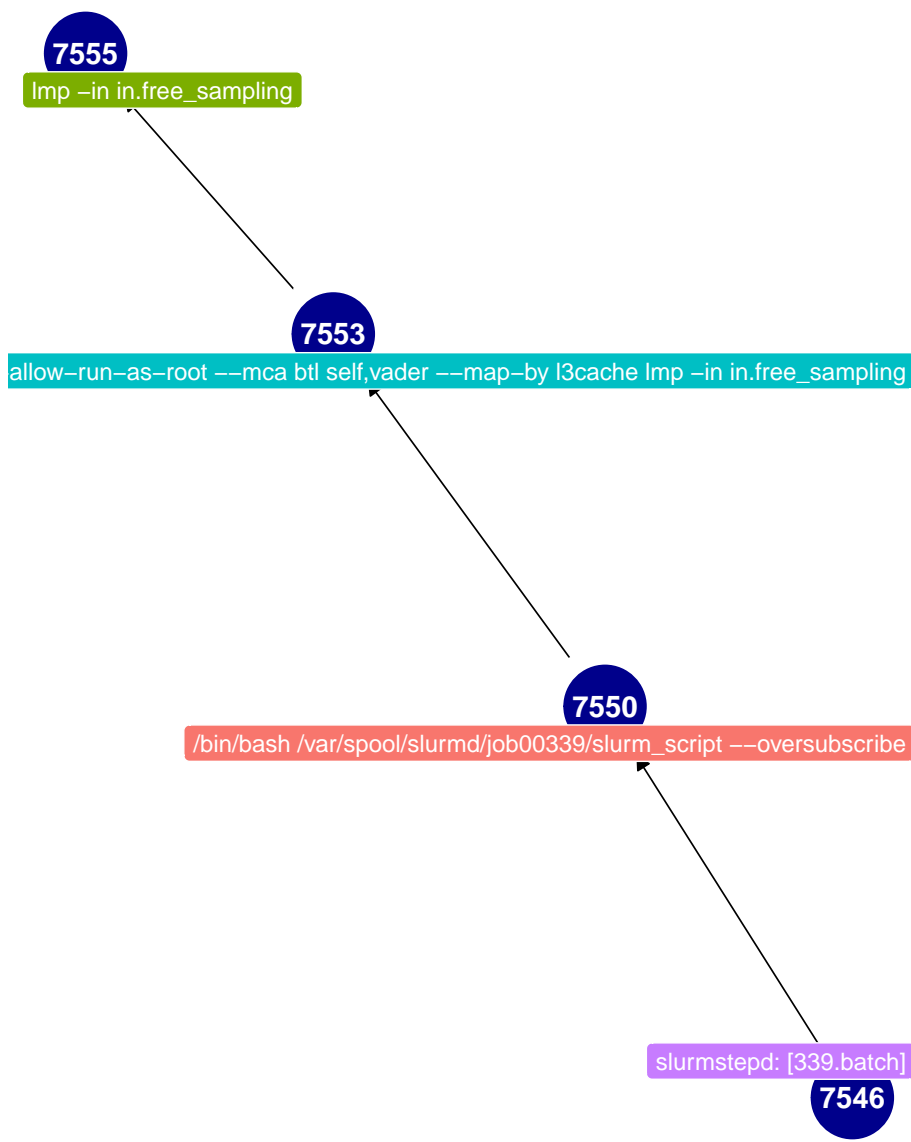 7555
lmp −in in.free_sampling
7553
allow−run−as−root −−mca btl self,vader −−map−by l3cache lmp −in in.free_sampling
7550
/bin/bash /var/spool/slurmd/job00339/slurm_script −−oversubscribe
slurmstepd: [339.batch]
7546